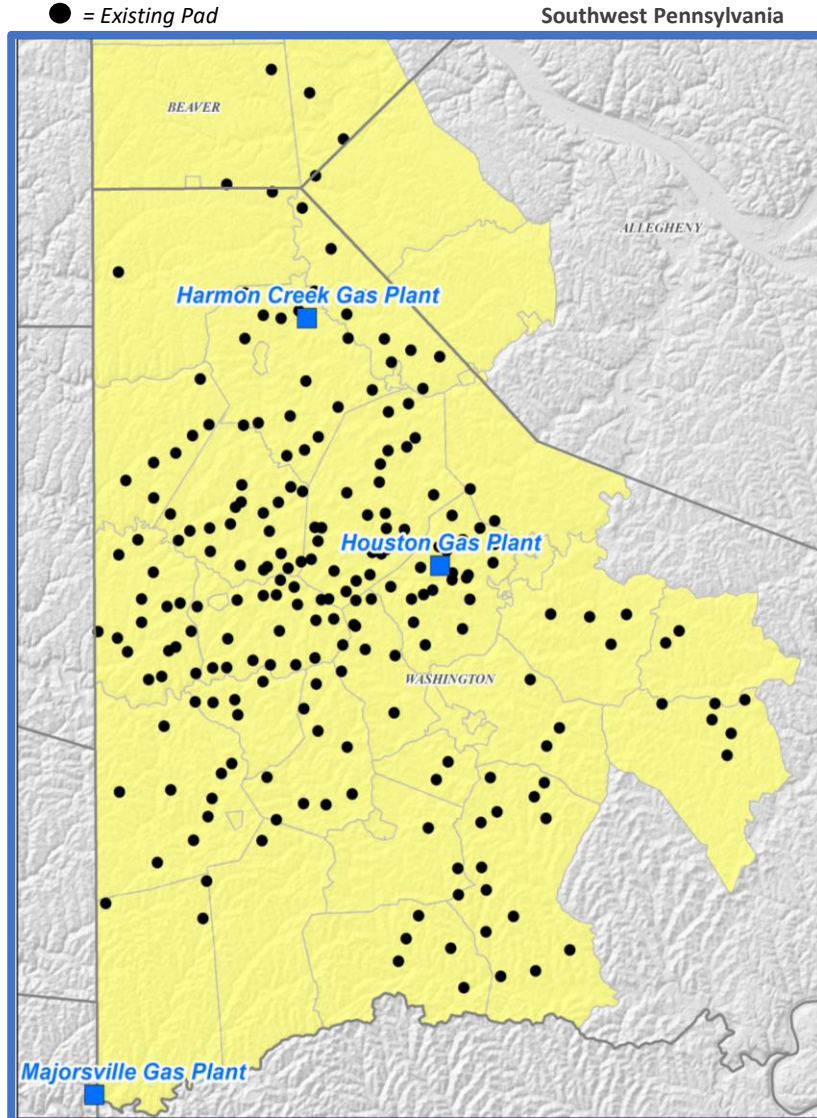 = Existing Pad
Southwest Pennsylvania
BEAVER
ALLEGHENY
Harmon Creek Gas Plant
Houston Gas Plant
WASHINGTON
Majorsville Gas Plant